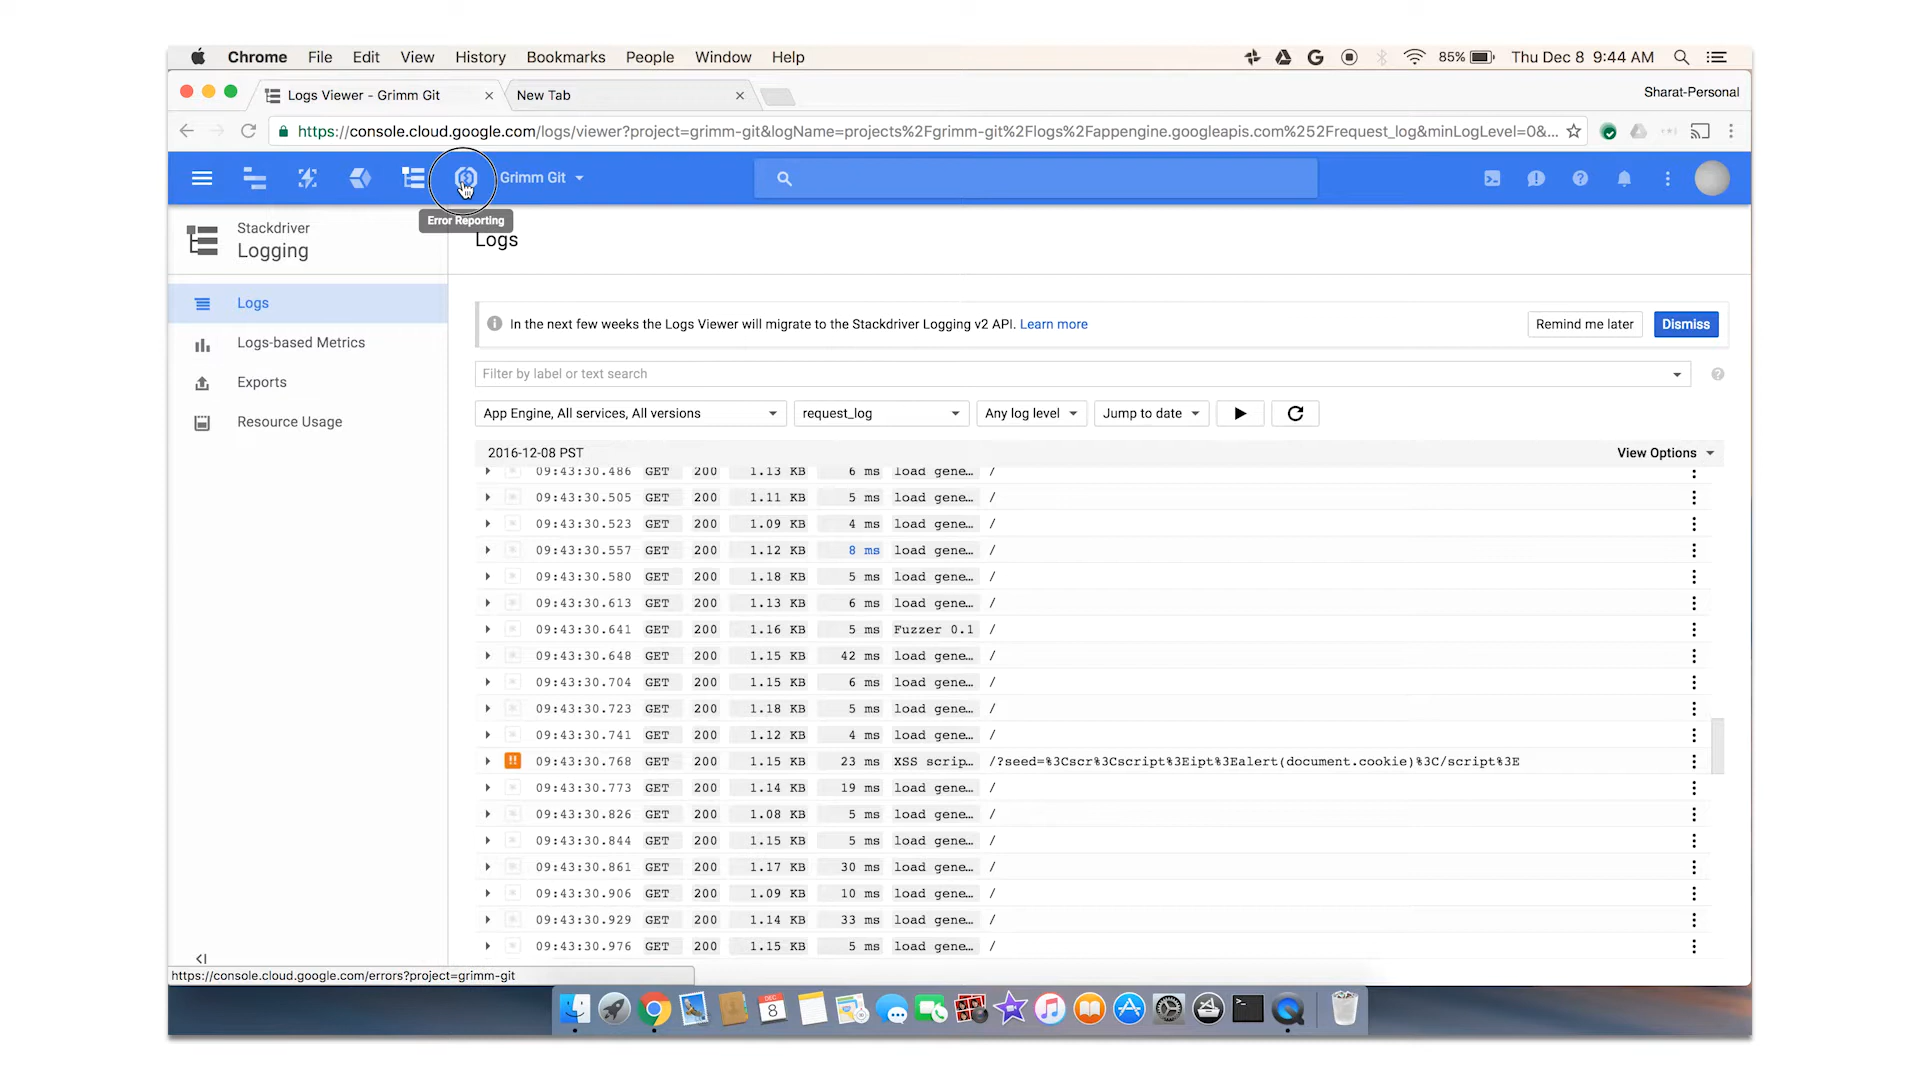 Chrome File Edit View History Bookmarks People Window Help 85% Thu Dec 8 9:44 AM
Logs Viewer - Grimm Git New Tab Sharat-Personal
https://console.cloud.google.com/logs/viewer?project=grimm-git&logName=projects%2Fgrimm-git%2Flogs%2Fappengine.googleapis.com%252Frequest_log&minLogLevel=0&...
Grimm Git
Error Reporting
Stackdriver
Logging
Logs
Logs
Logs-based Metrics
Exports
Resource Usage
In the next few weeks the Logs Viewer will migrate to the Stackdriver Logging v2 API. Learn more Remind me later Dismiss
Filter by label or text search
App Engine, All services, All versions request_log Any log level Jump to date
2016-12-08 PST View Options
09:43:30.486 GET 200 1.13 KB 6 ms load gene... /
09:43:30.505 GET 200 1.11 KB 5 ms load gene... /
09:43:30.523 GET 200 1.09 KB 4 ms load gene... /
09:43:30.557 GET 200 1.12 KB 8 ms load gene... /
09:43:30.580 GET 200 1.18 KB 5 ms load gene... /
09:43:30.613 GET 200 1.13 KB 6 ms load gene... /
09:43:30.641 GET 200 1.16 KB 5 ms Fuzzer 0.1 /
09:43:30.648 GET 200 1.15 KB 42 ms load gene... /
09:43:30.704 GET 200 1.15 KB 6 ms load gene... /
09:43:30.723 GET 200 1.18 KB 5 ms load gene... /
09:43:30.741 GET 200 1.12 KB 4 ms load gene... /
!! 09:43:30.768 GET 200 1.15 KB 23 ms XSS scrip... /?seed=%3Cscr%3Cscript%3Eipt%3Ealert(document.cookie)%3C/script%3E
09:43:30.773 GET 200 1.14 KB 19 ms load gene... /
09:43:30.826 GET 200 1.08 KB 5 ms load gene... /
09:43:30.844 GET 200 1.15 KB 5 ms load gene... /
09:43:30.861 GET 200 1.17 KB 30 ms load gene... /
09:43:30.906 GET 200 1.09 KB 10 ms load gene... /
09:43:30.929 GET 200 1.14 KB 33 ms load gene... /
09:43:30.976 GET 200 1.15 KB 5 ms load gene... /
https://console.cloud.google.com/errors?project=grimm-git
DEC
8